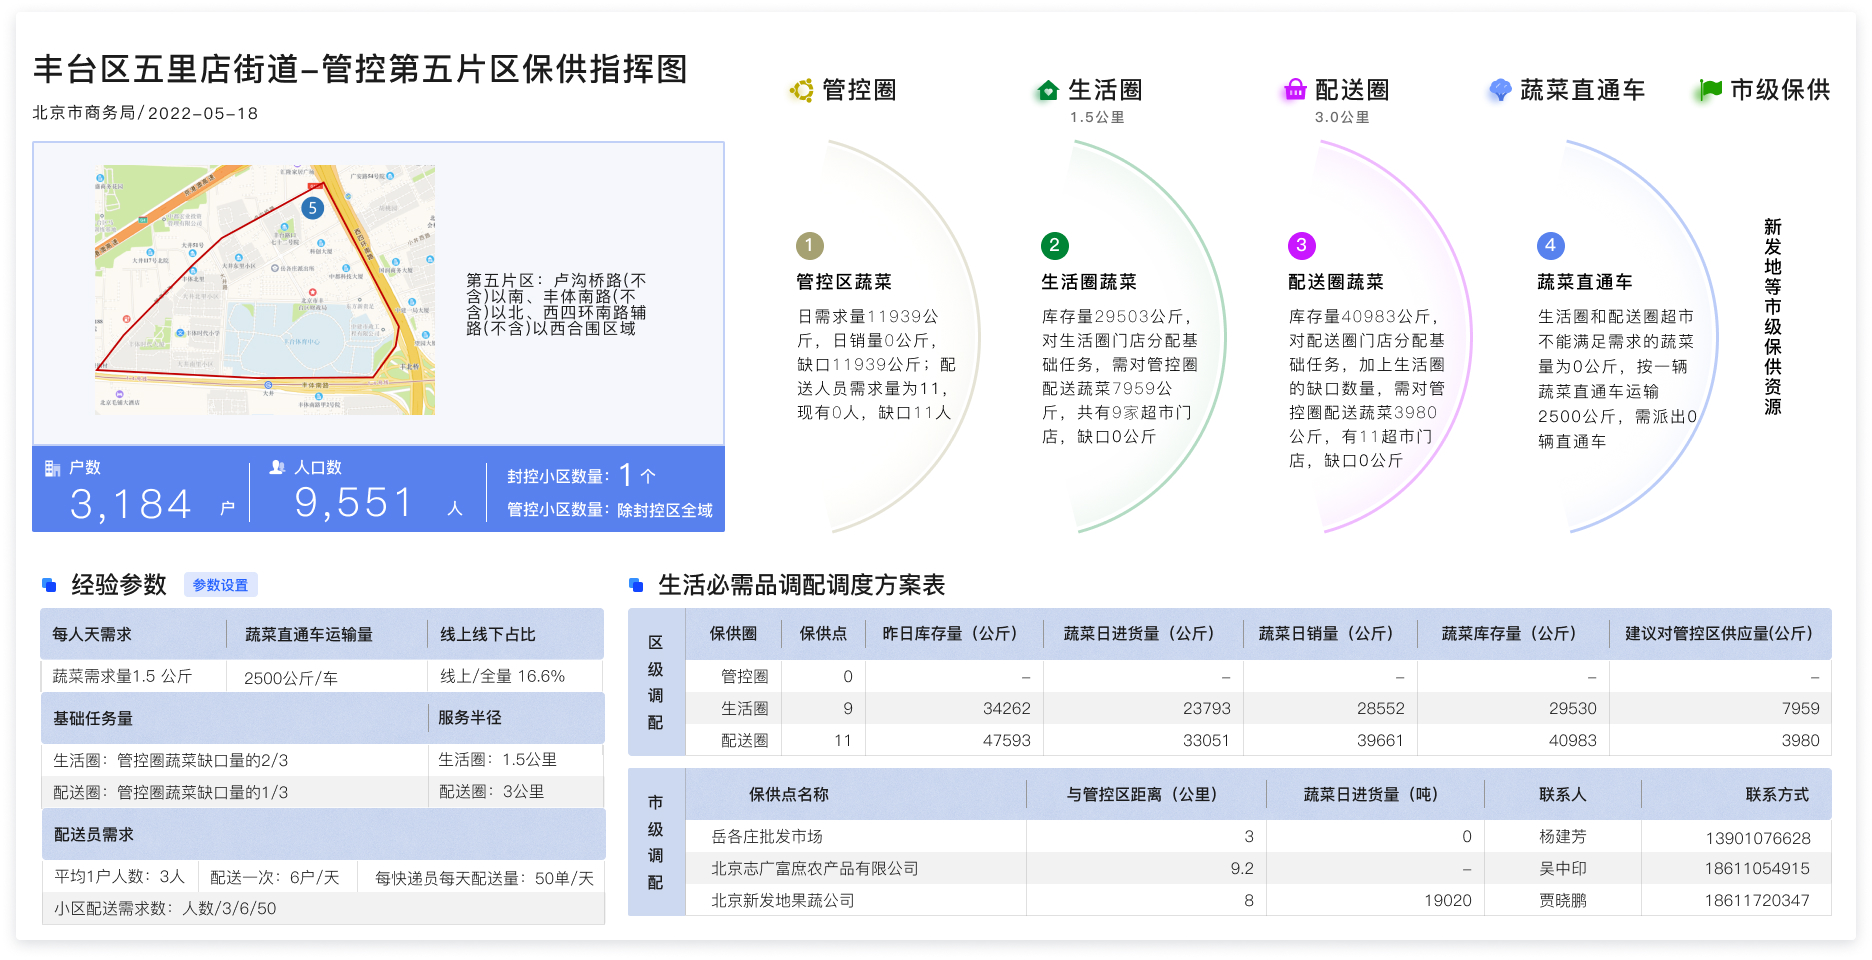 丰台区五里店街道–管控第五片区保供指挥图
北京市商务局/2022–05–18
管控圈
生活圈
1.5公里
配送圈
3.0公里
蔬菜直通车
市级保供
5
第五片区：卢沟桥路(不
含)以南、丰体南路(不
含)以北、西四环南路辅
路(不含)以西合围区域
丰台体育中心
丰体南路
西四环南路
大井
户数
3,184 户
人口数
9,551 人
封控小区数量：1个
管控小区数量：除封控区全域
1
管控区蔬菜
日需求量11939公
斤，日销量0公斤，
缺口11939公斤；配
送人员需求量为11，
现有0人，缺口11人
2
生活圈蔬菜
库存量29503公斤，
对生活圈门店分配基
础任务，需对管控圈
配送蔬菜7959公
斤，共有9家超市门
店，缺口0公斤
3
配送圈蔬菜
库存量40983公斤，
对配送圈门店分配基
础任务，加上生活圈
的缺口数量，需对管
控圈配送蔬菜3980
公斤，有11超市门
店，缺口0公斤
4
蔬菜直通车
生活圈和配送圈超市
不能满足需求的蔬菜
量为0公斤，按一辆
蔬菜直通车运输
2500公斤，需派出0
辆直通车
新发地等市级保供资源
经验参数 参数设置
每人天需求 蔬菜直通车运输量 线上线下占比
蔬菜需求量1.5 公斤 2500公斤/车 线上/全量 16.6%
基础任务量 服务半径
生活圈：管控圈蔬菜缺口量的2/3 生活圈：1.5公里
配送圈：管控圈蔬菜缺口量的1/3 配送圈：3公里
配送员需求
平均1户人数：3人 配送一次：6户/天 每快递员每天配送量：50单/天
小区配送需求数：人数/3/6/50
生活必需品调配调度方案表
区级调配
保供圈 保供点 昨日库存量（公斤） 蔬菜日进货量（公斤） 蔬菜日销量（公斤） 蔬菜库存量（公斤） 建议对管控区供应量(公斤)
管控圈 0 – – – – –
生活圈 9 34262 23793 28552 29530 7959
配送圈 11 47593 33051 39661 40983 3980
市级调配
保供点名称 与管控区距离（公里） 蔬菜日进货量（吨） 联系人 联系方式
岳各庄批发市场 3 0 杨建芳 13901076628
北京志广富庶农产品有限公司 9.2 – 吴中印 18611054915
北京新发地果蔬公司 8 19020 贾晓鹏 18611720347